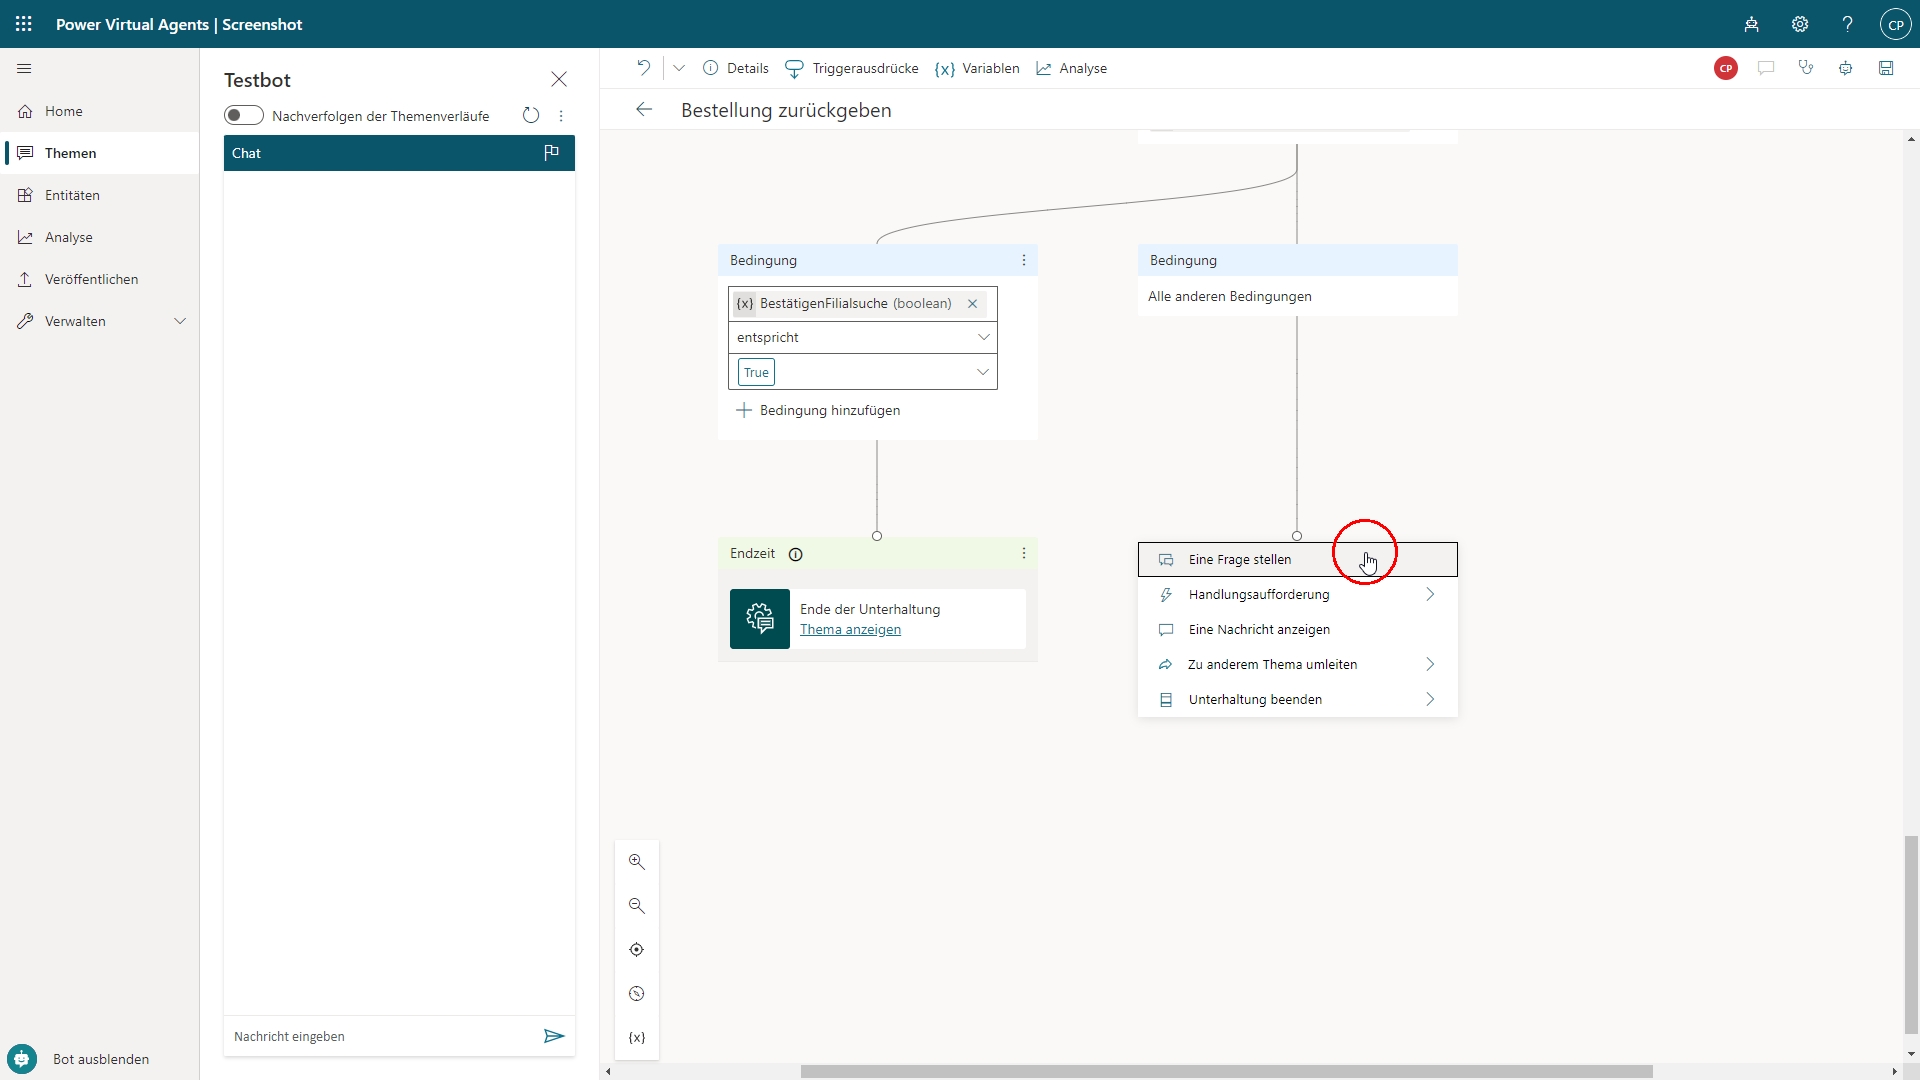 Power Virtual Agents | Screenshot
CP
Home
Themen
Entitäten
Analyse
Veröffentlichen
Verwalten
Bot ausblenden
Testbot
Nachverfolgen der Themenverläufe
Chat
Nachricht eingeben
Details
Triggerausdrücke
{x} Variablen
Analyse
CP
Bestellung zurückgeben
Bedingung
{x} BestätigenFilialsuche (boolean)
entspricht
True
Bedingung hinzufügen
Bedingung
Alle anderen Bedingungen
Endzeit
Ende der Unterhaltung
Thema anzeigen
Eine Frage stellen
Handlungsaufforderung
Eine Nachricht anzeigen
Zu anderem Thema umleiten
Unterhaltung beenden
{x}